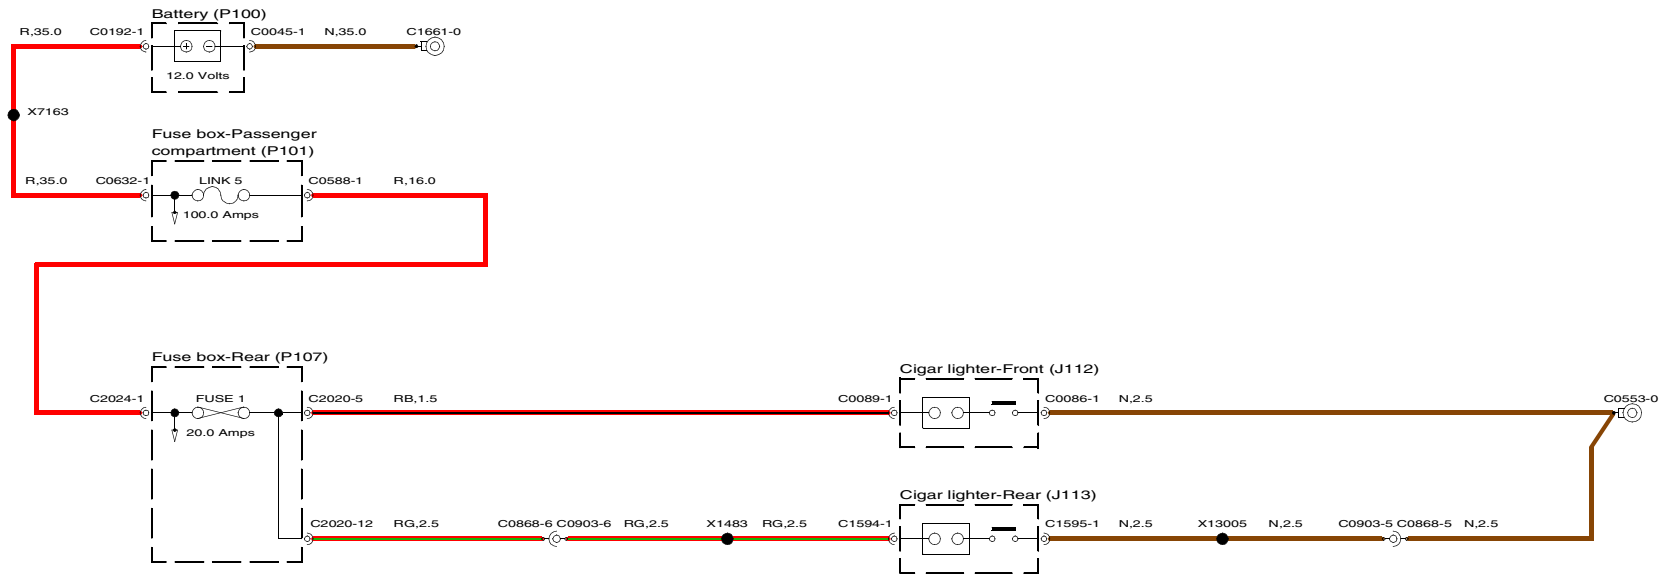 Battery (P100)
R,35.0 C0192-1 C0045-1 N,35.0 C1661-0
12.0 Volts
X7163
Fuse box-Passenger
compartment (P101)
R,35.0 C0632-1 LINK 5 C0588-1 R,16.0
100.0 Amps
Fuse box-Rear (P107)
Cigar lighter-Front (J112)
C2024-1 FUSE 1 C2020-5 RB,1.5 C0089-1 C0086-1 N,2.5 C0553-0
20.0 Amps
Cigar lighter-Rear (J113)
C2020-12 RG,2.5 C0868-6 C0903-6 RG,2.5 X1483 RG,2.5 C1594-1 C1595-1 N,2.5 X13005 N,2.5 C0903-5 C0868-5 N,2.5